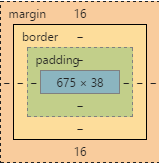 margin 16
border –
padding –
– – – 675 × 38 – – –
–
–
16